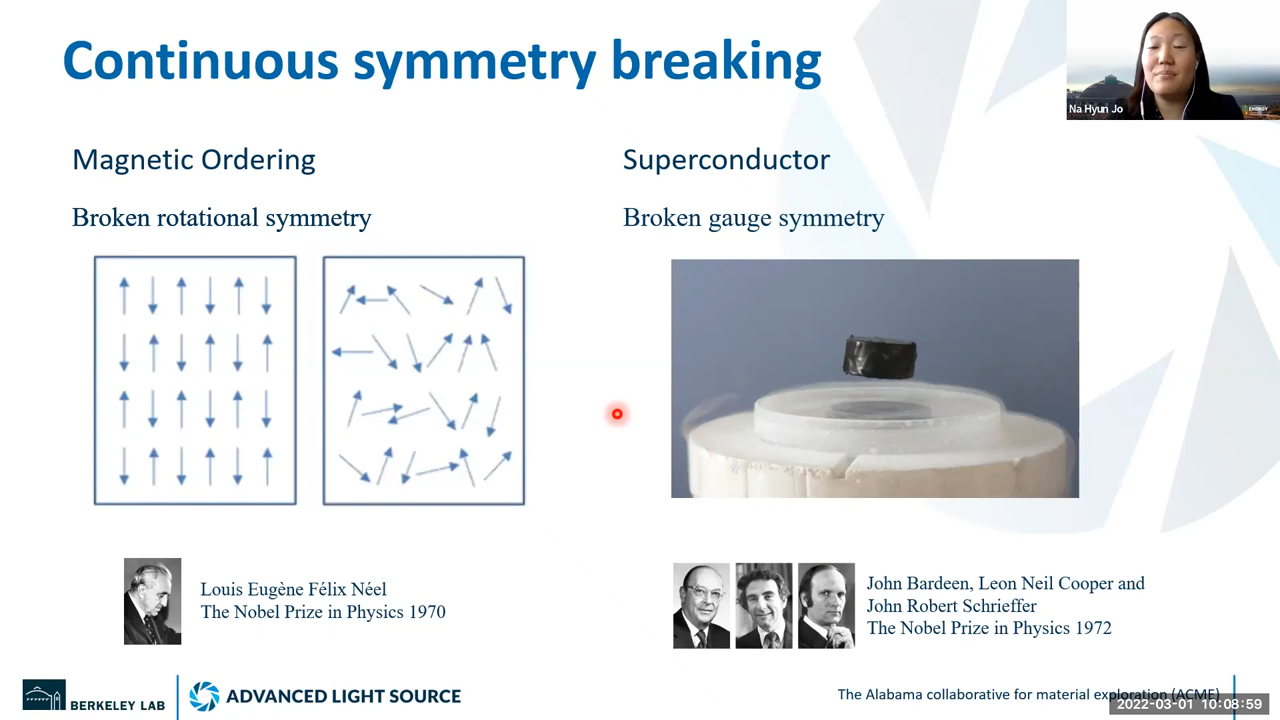 Continuous symmetry breaking
Na Hyun Jo
ENERGY
Magnetic Ordering
Superconductor
Broken rotational symmetry
Broken gauge symmetry
Louis Eugène Félix Néel
The Nobel Prize in Physics 1970
John Bardeen, Leon Neil Cooper and
John Robert Schrieffer
The Nobel Prize in Physics 1972
BERKELEY LAB
ADVANCED LIGHT SOURCE
The Alabama collaborative for material exploration (ACME)
2022-03-01 10:08:59